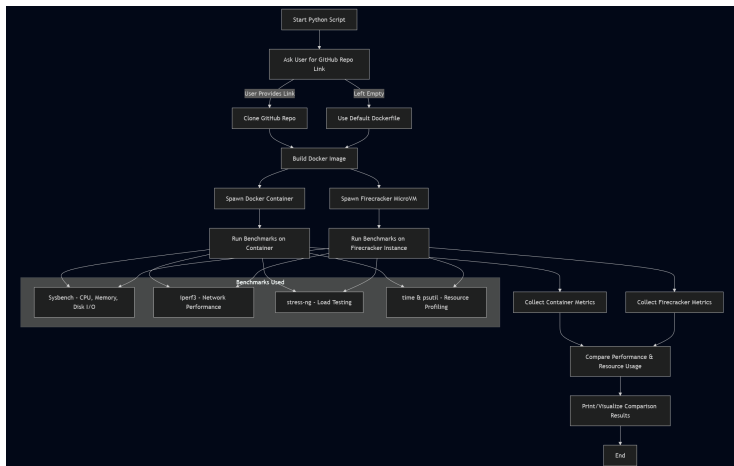 Start Python Script
Ask User for GitHub Repo
Link
User Provides Link
Left Empty
Clone GitHub Repo
Use Default Dockerfile
Build Docker Image
Spawn Docker Container
Spawn Firecracker MicroVM
Run Benchmarks on
Container
Run Benchmarks on
Firecracker Instance
Benchmarks Used
Sysbench - CPU, Memory,
Disk I/O
iperf3 - Network
Performance
stress-ng - Load Testing
time & psutil - Resource
Profiling
Collect Container Metrics
Collect Firecracker Metrics
Compare Performance &
Resource Usage
Print/Visualize Comparison
Results
End